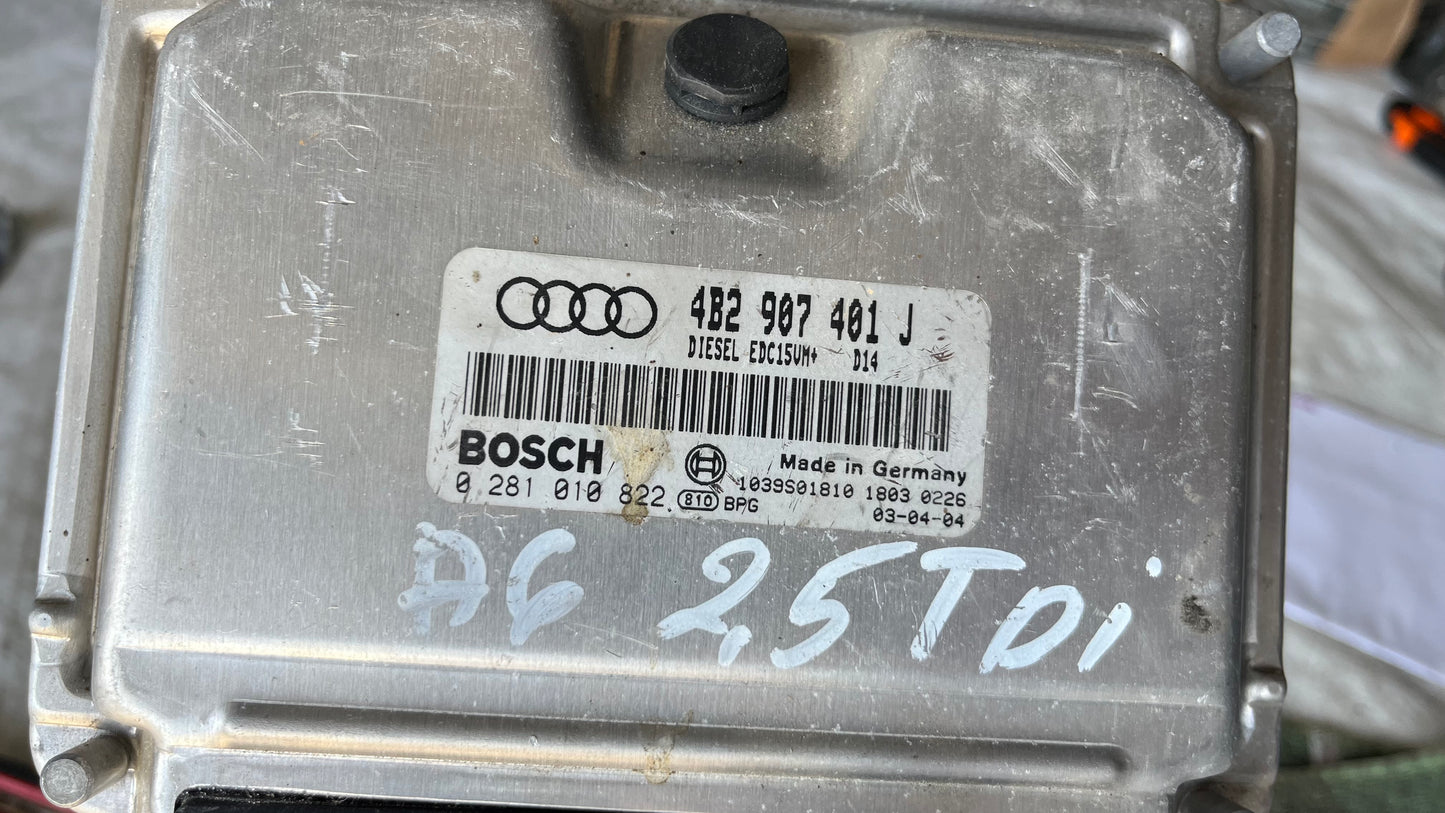 4B2 907 401 J
DIESEL EDC15VM+ D14
BOSCH
Made in Germany
0 281 010 822
810 BPG
1039S01810 1803 0226
03-04-04
A6 2,5TDi